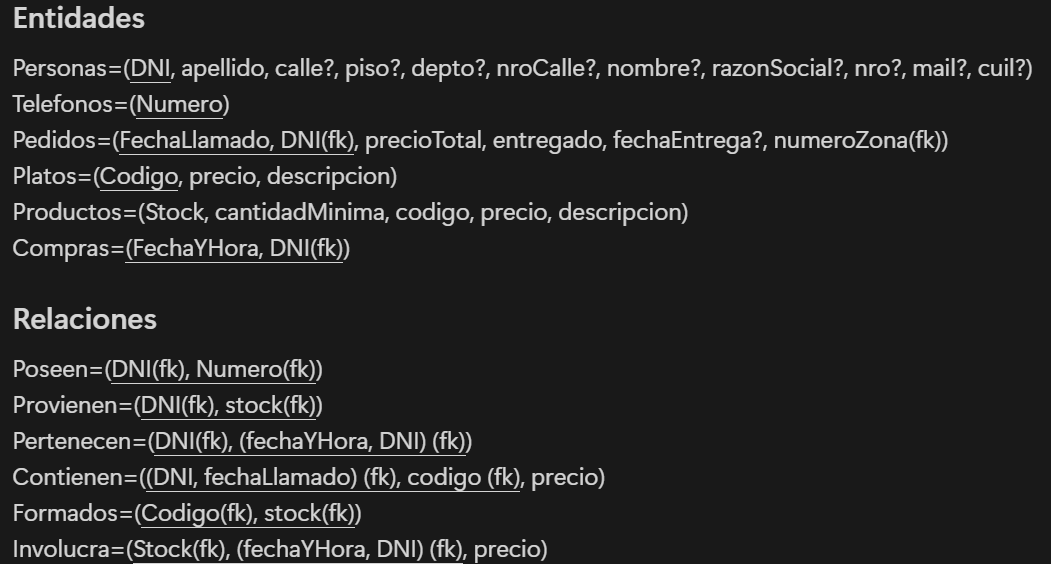 Entidades
Personas=(DNI, apellido, calle?, piso?, depto?, nroCalle?, nombre?, razonSocial?, nro?, mail?, cuil?)
Telefonos=(Numero)
Pedidos=(FechaLlamado, DNI(fk), precioTotal, entregado, fechaEntrega?, numeroZona(fk))
Platos=(Codigo, precio, descripcion)
Productos=(Stock, cantidadMinima, codigo, precio, descripcion)
Compras=(FechaYHora, DNI(fk))
Relaciones
Poseen=(DNI(fk), Numero(fk))
Provienen=(DNI(fk), stock(fk))
Pertenecen=(DNI(fk), (fechaYHora, DNI) (fk))
Contienen=((DNI, fechaLlamado) (fk), codigo (fk), precio)
Formados=(Codigo(fk), stock(fk))
Involucra=(Stock(fk), (fechaYHora, DNI) (fk), precio)